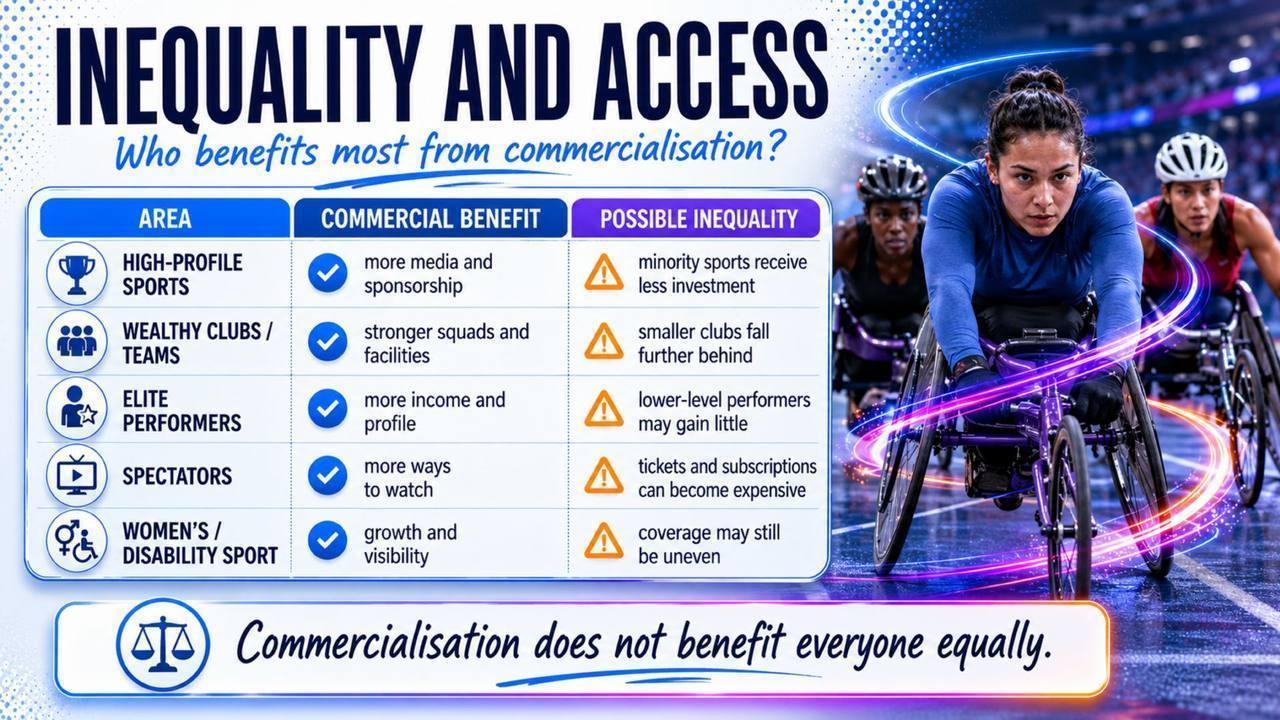 INEQUALITY AND ACCESS
Who benefits most from commercialisation?
AREA
COMMERCIAL BENEFIT
POSSIBLE INEQUALITY
HIGH-PROFILE
SPORTS
more media and
sponsorship
minority sports receive
less investment
WEALTHY CLUBS /
TEAMS
stronger squads and
facilities
smaller clubs fall
further behind
ELITE
PERFORMERS
more income and
profile
lower-level performers
may gain little
SPECTATORS
more ways
to watch
tickets and subscriptions
can become expensive
WOMEN'S /
DISABILITY SPORT
growth and
visibility
coverage may still
be uneven
Commercialisation does not benefit everyone equally.